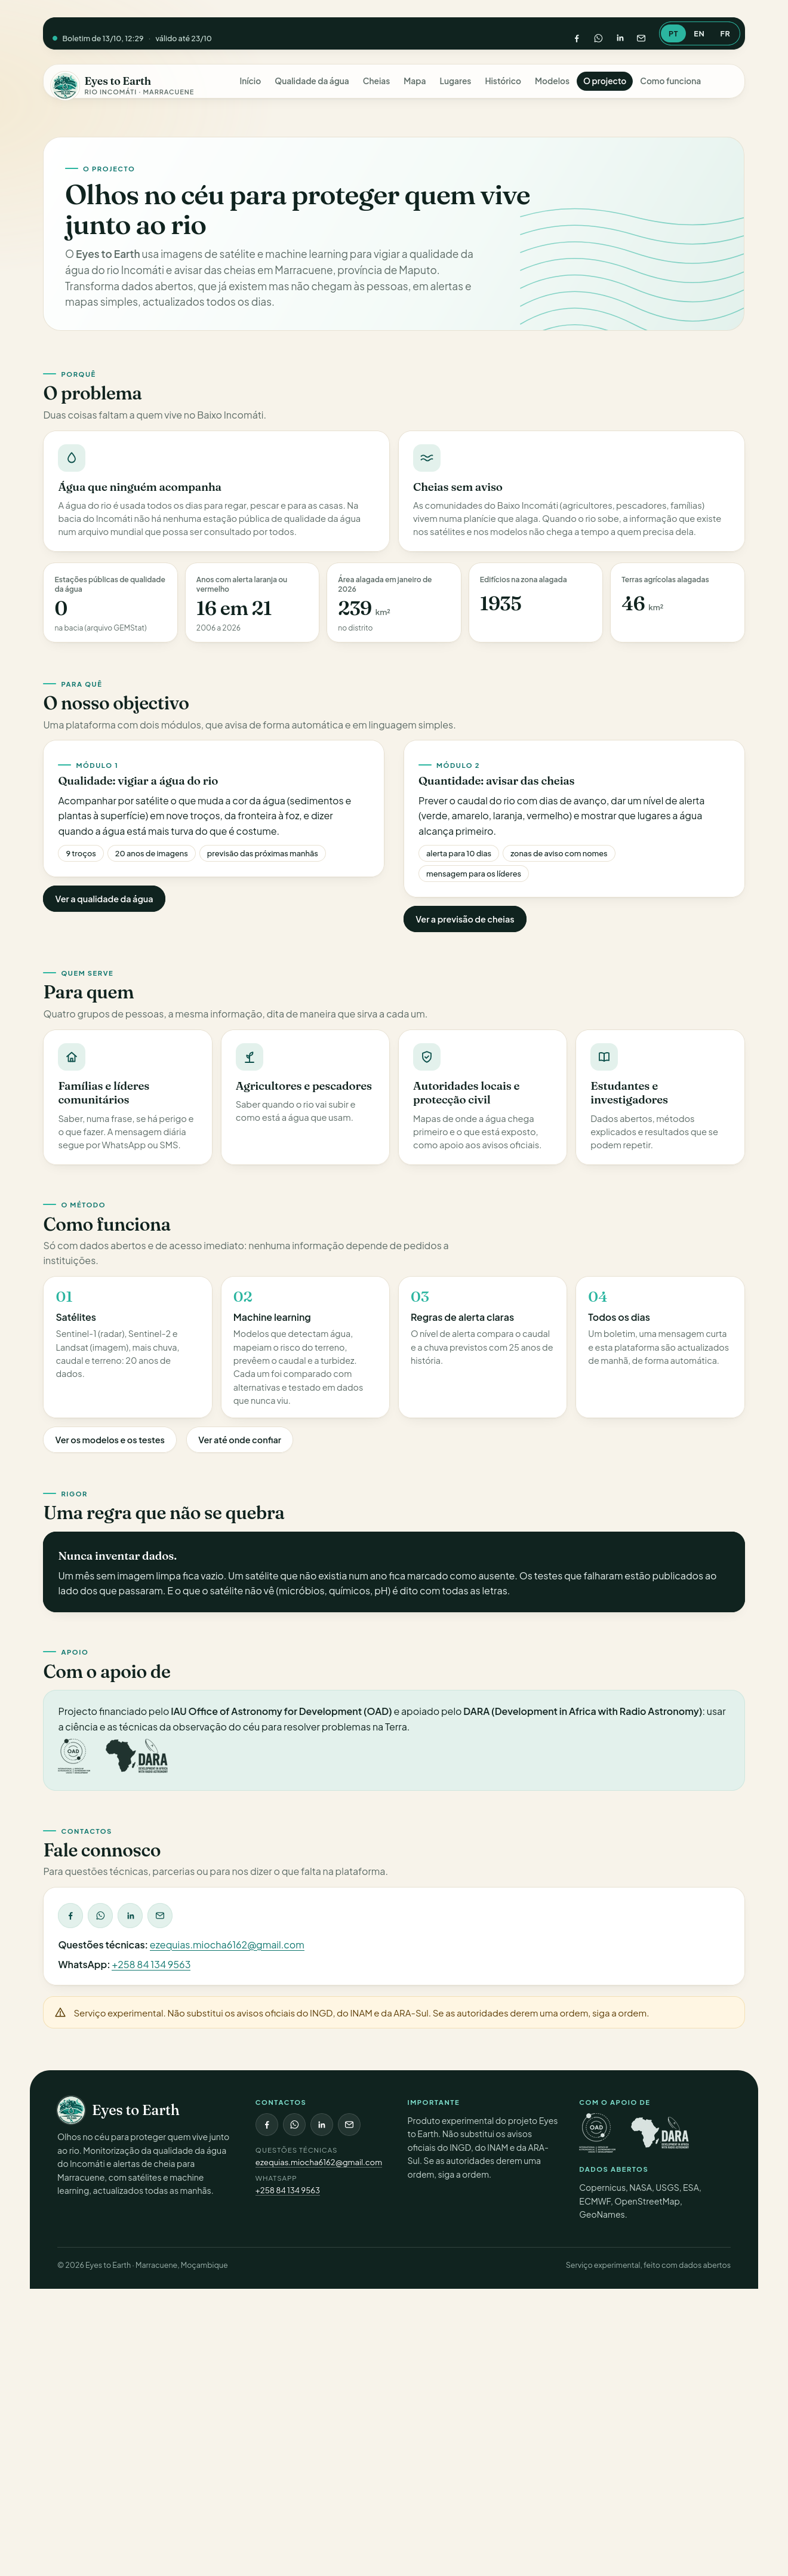 Boletim de 13/10, 12:29 · válido até 23/10
PT EN FR
Eyes to Earth
RIO INCOMÁTI · MARRACUENE
Início Qualidade da água Cheias Mapa Lugares Histórico Modelos O projecto Como funciona
O PROJECTO
Olhos no céu para proteger quem vive
junto ao rio
O Eyes to Earth usa imagens de satélite e machine learning para vigiar a qualidade da
água do rio Incomáti e avisar das cheias em Marracuene, província de Maputo.
Transforma dados abertos, que já existem mas não chegam às pessoas, em alertas e
mapas simples, actualizados todos os dias.
PORQUÊ
O problema
Duas coisas faltam a quem vive no Baixo Incomáti.
Água que ninguém acompanha
A água do rio é usada todos os dias para regar, pescar e para as casas. Na
bacia do Incomáti não há nenhuma estação pública de qualidade da água
num arquivo mundial que possa ser consultado por todos.
Cheias sem aviso
As comunidades do Baixo Incomáti (agricultores, pescadores, famílias)
vivem numa planície que alaga. Quando o rio sobe, a informação que existe
nos satélites e nos modelos não chega a tempo a quem precisa dela.
Estações públicas de qualidade
da água
0
na bacia (arquivo GEMStat)
Anos com alerta laranja ou
vermelho
16 em 21
2006 a 2026
Área alagada em janeiro de
2026
239 km²
no distrito
Edifícios na zona alagada
1935
Terras agrícolas alagadas
46 km²
PARA QUÊ
O nosso objectivo
Uma plataforma com dois módulos, que avisa de forma automática e em linguagem simples.
MÓDULO 1
Qualidade: vigiar a água do rio
Acompanhar por satélite o que muda a cor da água (sedimentos e
plantas à superfície) em nove troços, da fronteira à foz, e dizer
quando a água está mais turva do que é costume.
9 troços 20 anos de imagens previsão das próximas manhãs
Ver a qualidade da água
MÓDULO 2
Quantidade: avisar das cheias
Prever o caudal do rio com dias de avanço, dar um nível de alerta
(verde, amarelo, laranja, vermelho) e mostrar que lugares a água
alcança primeiro.
alerta para 10 dias zonas de aviso com nomes
mensagem para os líderes
Ver a previsão de cheias
QUEM SERVE
Para quem
Quatro grupos de pessoas, a mesma informação, dita de maneira que sirva a cada um.
Famílias e líderes
comunitários
Saber, numa frase, se há perigo e
o que fazer. A mensagem diária
segue por WhatsApp ou SMS.
Agricultores e pescadores
Saber quando o rio vai subir e
como está a água que usam.
Autoridades locais e
protecção civil
Mapas de onde a água chega
primeiro e o que está exposto,
como apoio aos avisos oficiais.
Estudantes e
investigadores
Dados abertos, métodos
explicados e resultados que se
podem repetir.
O MÉTODO
Como funciona
Só com dados abertos e de acesso imediato: nenhuma informação depende de pedidos a
instituições.
01
Satélites
Sentinel-1 (radar), Sentinel-2 e
Landsat (imagem), mais chuva,
caudal e terreno: 20 anos de
dados.
02
Machine learning
Modelos que detectam água,
mapeiam o risco do terreno,
prevêem o caudal e a turbidez.
Cada um foi comparado com
alternativas e testado em dados
que nunca viu.
03
Regras de alerta claras
O nível de alerta compara o caudal
e a chuva previstos com 25 anos de
história.
04
Todos os dias
Um boletim, uma mensagem curta
e esta plataforma são actualizados
de manhã, de forma automática.
Ver os modelos e os testes Ver até onde confiar
RIGOR
Uma regra que não se quebra
Nunca inventar dados.
Um mês sem imagem limpa fica vazio. Um satélite que não existia num ano fica marcado como ausente. Os testes que falharam estão publicados ao
lado dos que passaram. E o que o satélite não vê (micróbios, químicos, pH) é dito com todas as letras.
APOIO
Com o apoio de
Projecto financiado pelo IAU Office of Astronomy for Development (OAD) e apoiado pelo DARA (Development in Africa with Radio Astronomy): usar
a ciência e as técnicas da observação do céu para resolver problemas na Terra.
OAD
DARA
CONTACTOS
Fale connosco
Para questões técnicas, parcerias ou para nos dizer o que falta na plataforma.
Questões técnicas: ezequias.miocha6162@gmail.com
WhatsApp: +258 84 134 9563
Serviço experimental. Não substitui os avisos oficiais do INGD, do INAM e da ARA-Sul. Se as autoridades derem uma ordem, siga a ordem.
Eyes to Earth
Olhos no céu para proteger quem vive junto
ao rio. Monitorização da qualidade da água
do Incomáti e alertas de cheia para
Marracuene, com satélites e machine
learning, actualizados todas as manhãs.
CONTACTOS
QUESTÕES TÉCNICAS
ezequias.miocha6162@gmail.com
WHATSAPP
+258 84 134 9563
IMPORTANTE
Produto experimental do projeto Eyes
to Earth. Não substitui os avisos
oficiais do INGD, do INAM e da ARA-
Sul. Se as autoridades derem uma
ordem, siga a ordem.
COM O APOIO DE
OAD
DARA
DADOS ABERTOS
Copernicus, NASA, USGS, ESA,
ECMWF, OpenStreetMap,
GeoNames.
© 2026 Eyes to Earth · Marracuene, Moçambique
Serviço experimental, feito com dados abertos